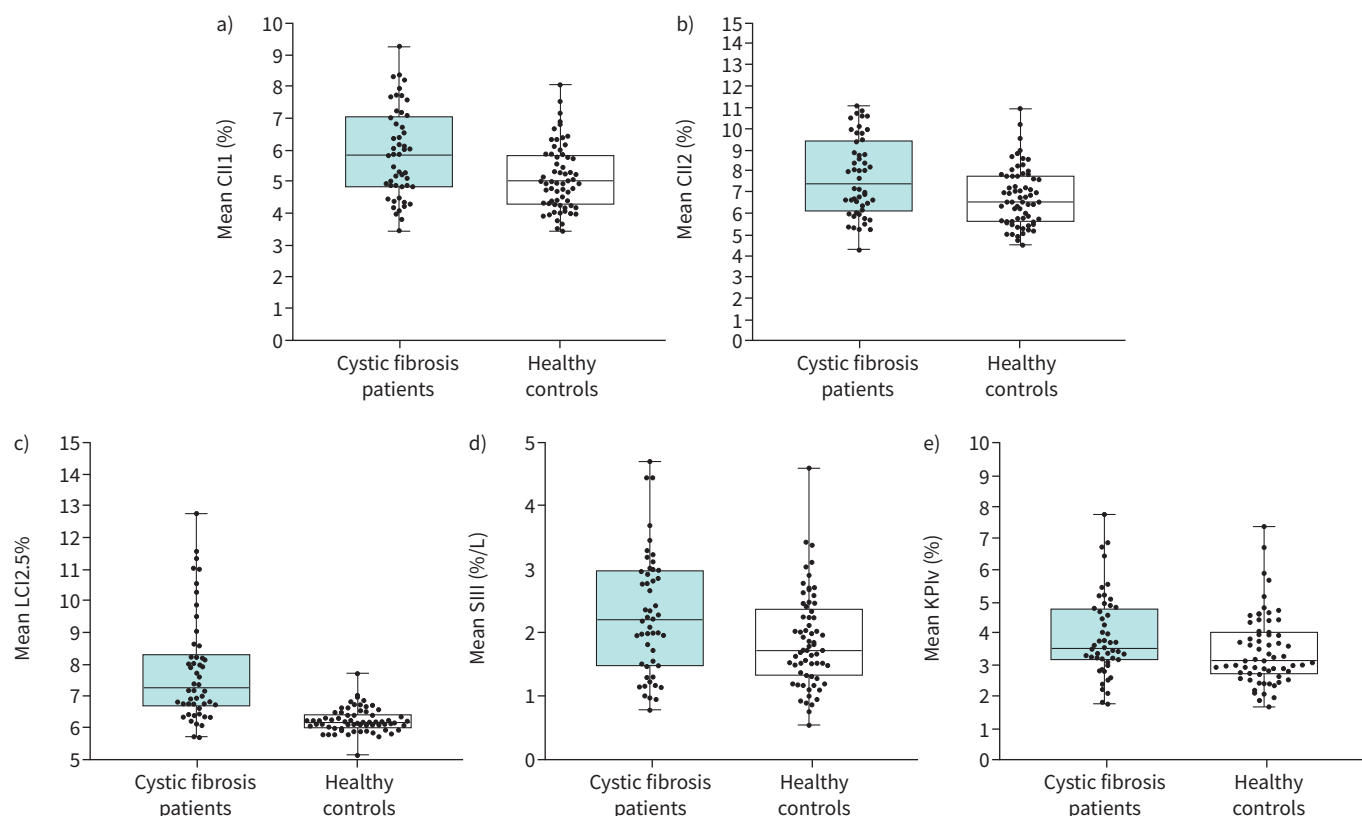 a)
Mean CII1 (%)
10
9
8
7
6
5
4
3
2
1
0
Cystic fibrosis
patients
Healthy
controls
b)
Mean CII2 (%)
15
14
13
12
11
10
9
8
7
6
5
4
3
2
1
0
Cystic fibrosis
patients
Healthy
controls
c)
Mean LCI2.5%
15
14
13
12
11
10
9
8
7
6
5
Cystic fibrosis
patients
Healthy
controls
d)
Mean SIII (%/L)
5
4
3
2
1
0
Cystic fibrosis
patients
Healthy
controls
e)
Mean KPIv (%)
10
9
8
7
6
5
4
3
2
1
0
Cystic fibrosis
patients
Healthy
controls